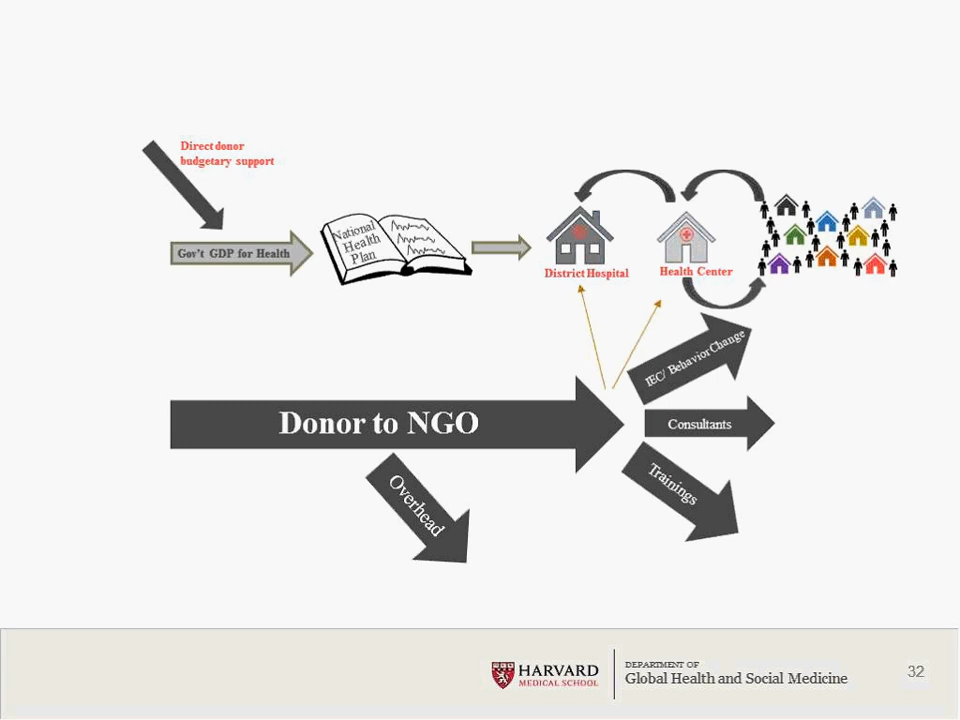 Direct donor
budgetary support
Gov't GDP for Health
National
Health
Plan
District Hospital
Health Center
IEC/ Behavior Change
Donor to NGO
Consultants
Trainings
Overhead
HARVARD
MEDICAL SCHOOL
DEPARTMENT OF
Global Health and Social Medicine
32